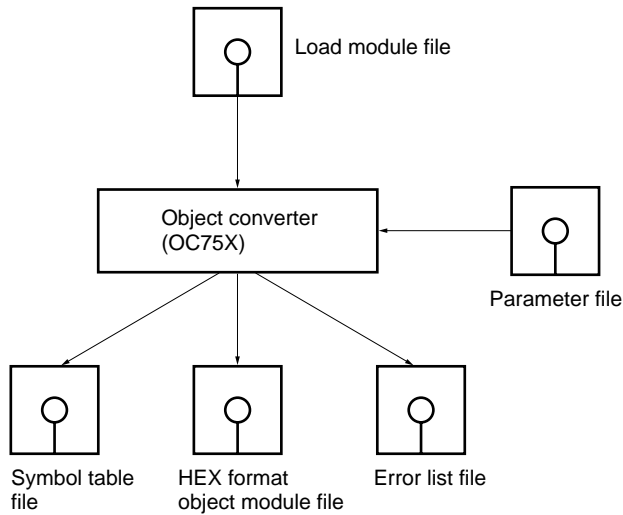 Load module file
Object converter
(OC75X)
Parameter file
Symbol table
file
HEX format
object module file
Error list file